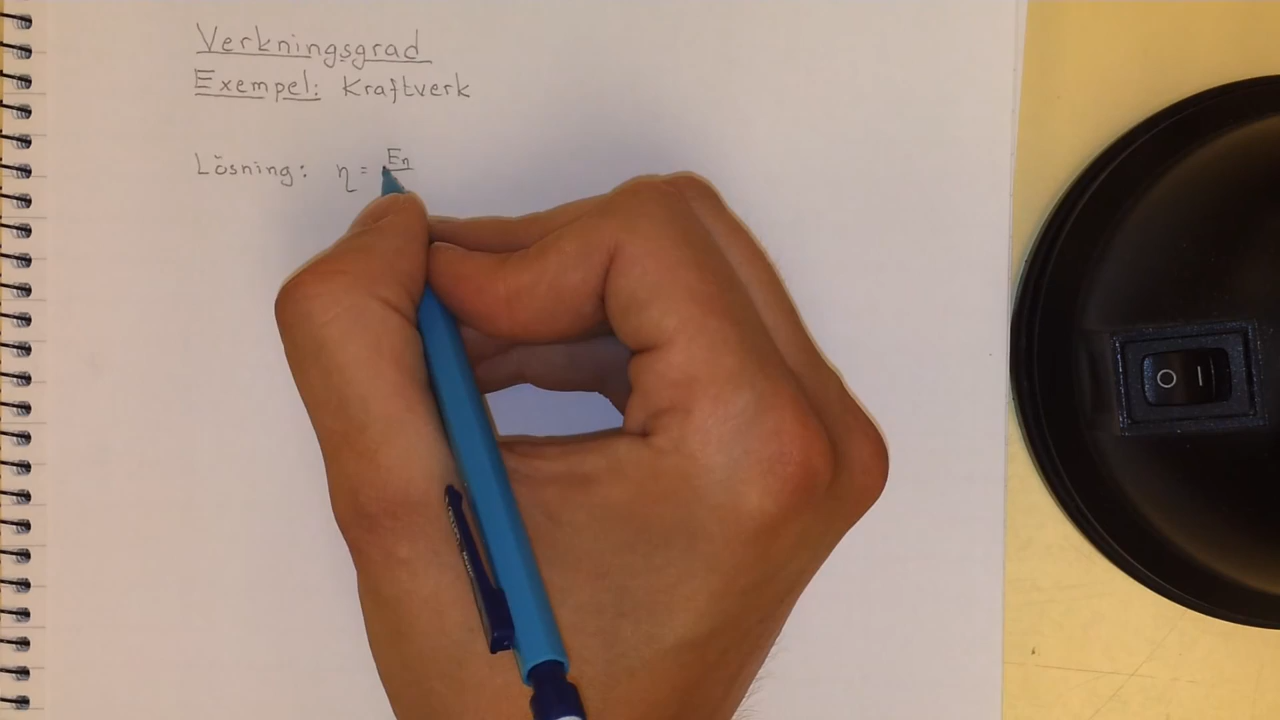 Verkningsgrad
Exempel: Kraftverk
Lösning: η = En